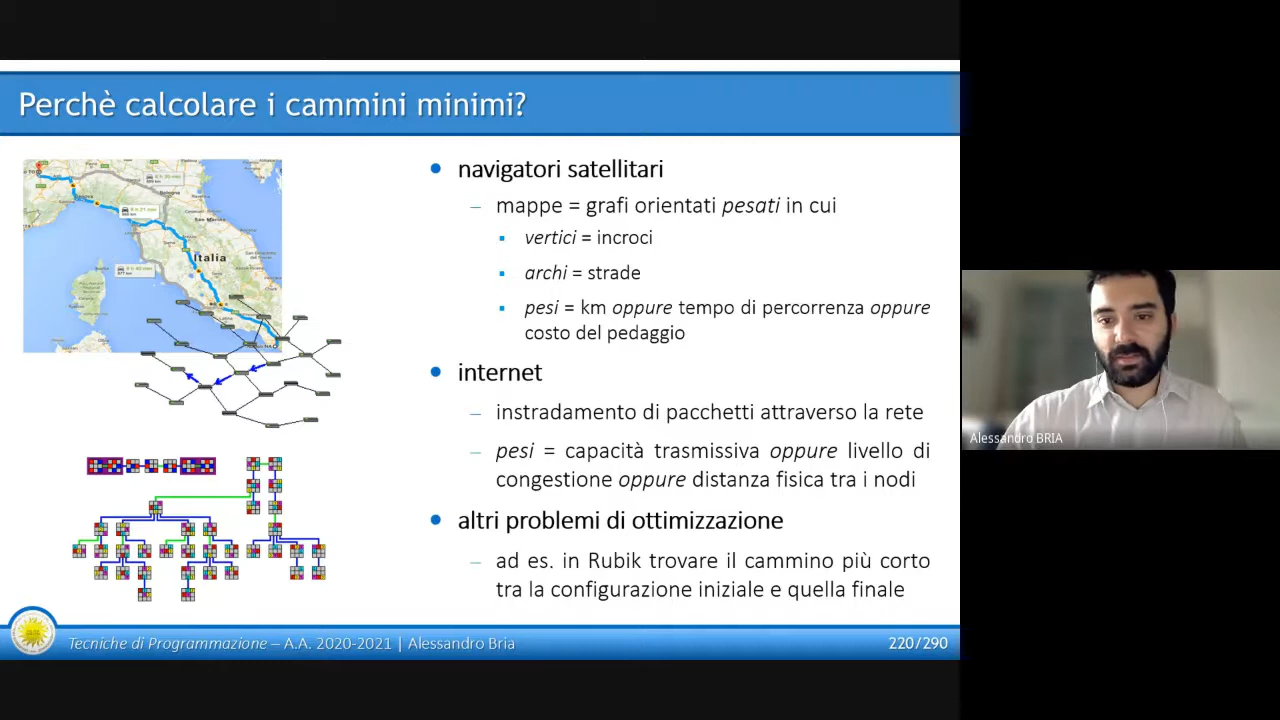 Perchè calcolare i cammini minimi?
Italia
navigatori satellitari
mappe = grafi orientati pesati in cui
vertici = incroci
archi = strade
pesi = km oppure tempo di percorrenza oppure
costo del pedaggio
internet
instradamento di pacchetti attraverso la rete
pesi = capacità trasmissiva oppure livello di
congestione oppure distanza fisica tra i nodi
altri problemi di ottimizzazione
ad es. in Rubik trovare il cammino più corto
tra la configurazione iniziale e quella finale
Tecniche di Programmazione – A.A. 2020-2021 | Alessandro Bria
220/290
Alessandro BRIA